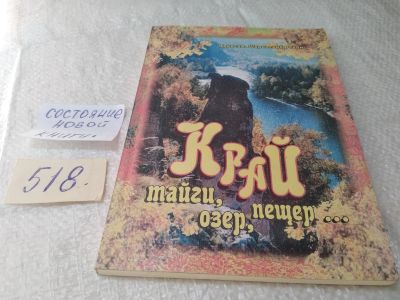 СОСТОЯНИЕ
НОВОЙ
КНИГИ.
518.
Край
тайги,
озер, пещер...